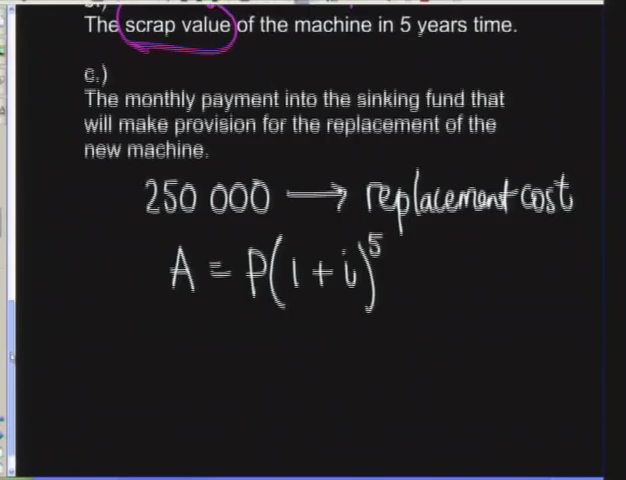 The scrap value of the machine in 5 years time.
c.)
The monthly payment into the sinking fund that
will make provision for the replacement of the
new machine.
250 000 ⟶ replacement cost
A = P(1 + i)^5